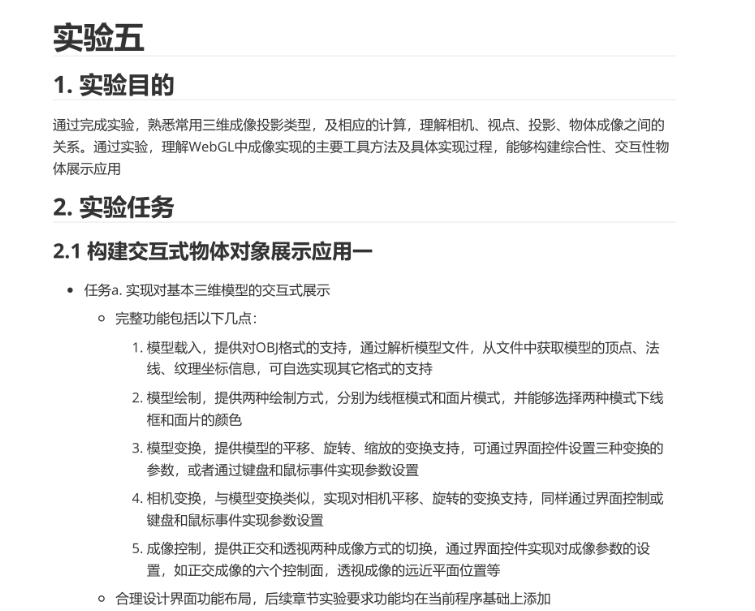 实验五
1. 实验目的
通过完成实验，熟悉常用三维成像投影类型，及相应的计算，理解相机、视点、投影、物体成像之间的
关系。通过实验，理解WebGL中成像实现的主要工具方法及具体实现过程，能够构建综合性、交互性物
体展示应用
2. 实验任务
2.1 构建交互式物体对象展示应用一
任务a. 实现对基本三维模型的交互式展示
完整功能包括以下几点：
1. 模型载入，提供对OBJ格式的支持，通过解析模型文件，从文件中获取模型的顶点、法
线、纹理坐标信息，可自选实现其它格式的支持
2. 模型绘制，提供两种绘制方式，分别为线框模式和面片模式，并能够选择两种模式下线
框和面片的颜色
3. 模型变换，提供模型的平移、旋转、缩放的变换支持，可通过界面控件设置三种变换的
参数，或者通过键盘和鼠标事件实现参数设置
4. 相机变换，与模型变换类似，实现对相机平移、旋转的变换支持，同样通过界面控制或
键盘和鼠标事件实现参数设置
5. 成像控制，提供正交和透视两种成像方式的切换，通过界面控件实现对成像参数的设
置，如正交成像的六个控制面，透视成像的远近平面位置等
合理设计界面功能布局，后续章节实验要求功能均在当前程序基础上添加